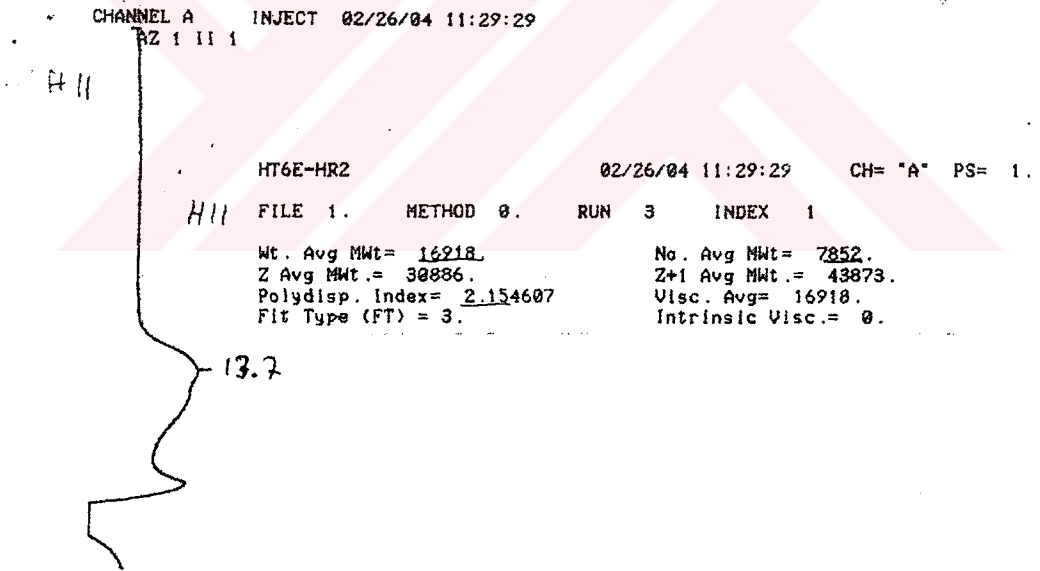 CHANNEL A INJECT 02/26/04 11:29:29
AZ 1 II 1
H11
HT6E-HR2 02/26/04 11:29:29 CH= "A" PS= 1.
H11 FILE 1. METHOD 0. RUN 3 INDEX 1
Wt. Avg MWt= 16918. No. Avg MWt= 7852.
Z Avg MWt.= 30886. Z+1 Avg MWt.= 43873.
Polydisp. Index= 2.154607 Visc. Avg= 16918.
Fit Type (FT) = 3. Intrinsic Visc.= 0.
13.7